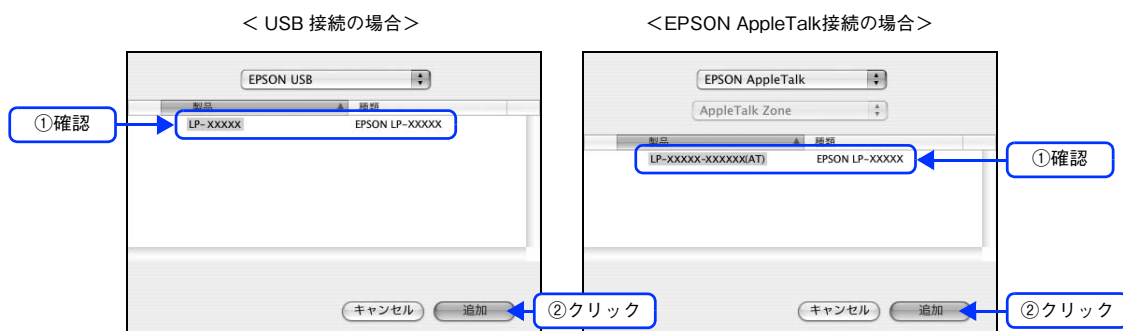 ＜ USB 接続の場合＞
EPSON USB
製品 種類
①確認
LP-XXXXX EPSON LP-XXXXX
キャンセル 追加
②クリック
＜EPSON AppleTalk接続の場合＞
EPSON AppleTalk
AppleTalk Zone
製品 種類
LP-XXXXX-XXXXXX(AT) EPSON LP-XXXXX
①確認
キャンセル 追加
②クリック